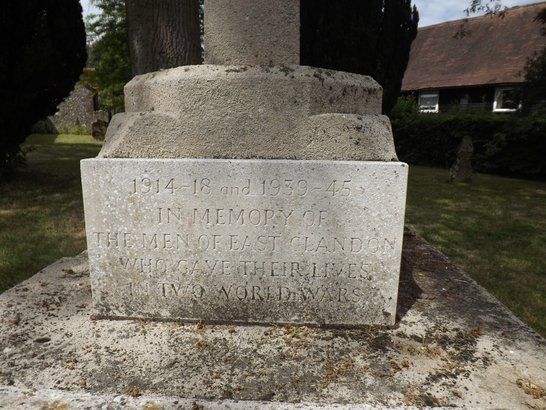 1914-18 and 1939-45
IN MEMORY OF
THE MEN OF EAST CLANDON
WHO GAVE THEIR LIVES
IN TWO WORLD WARS